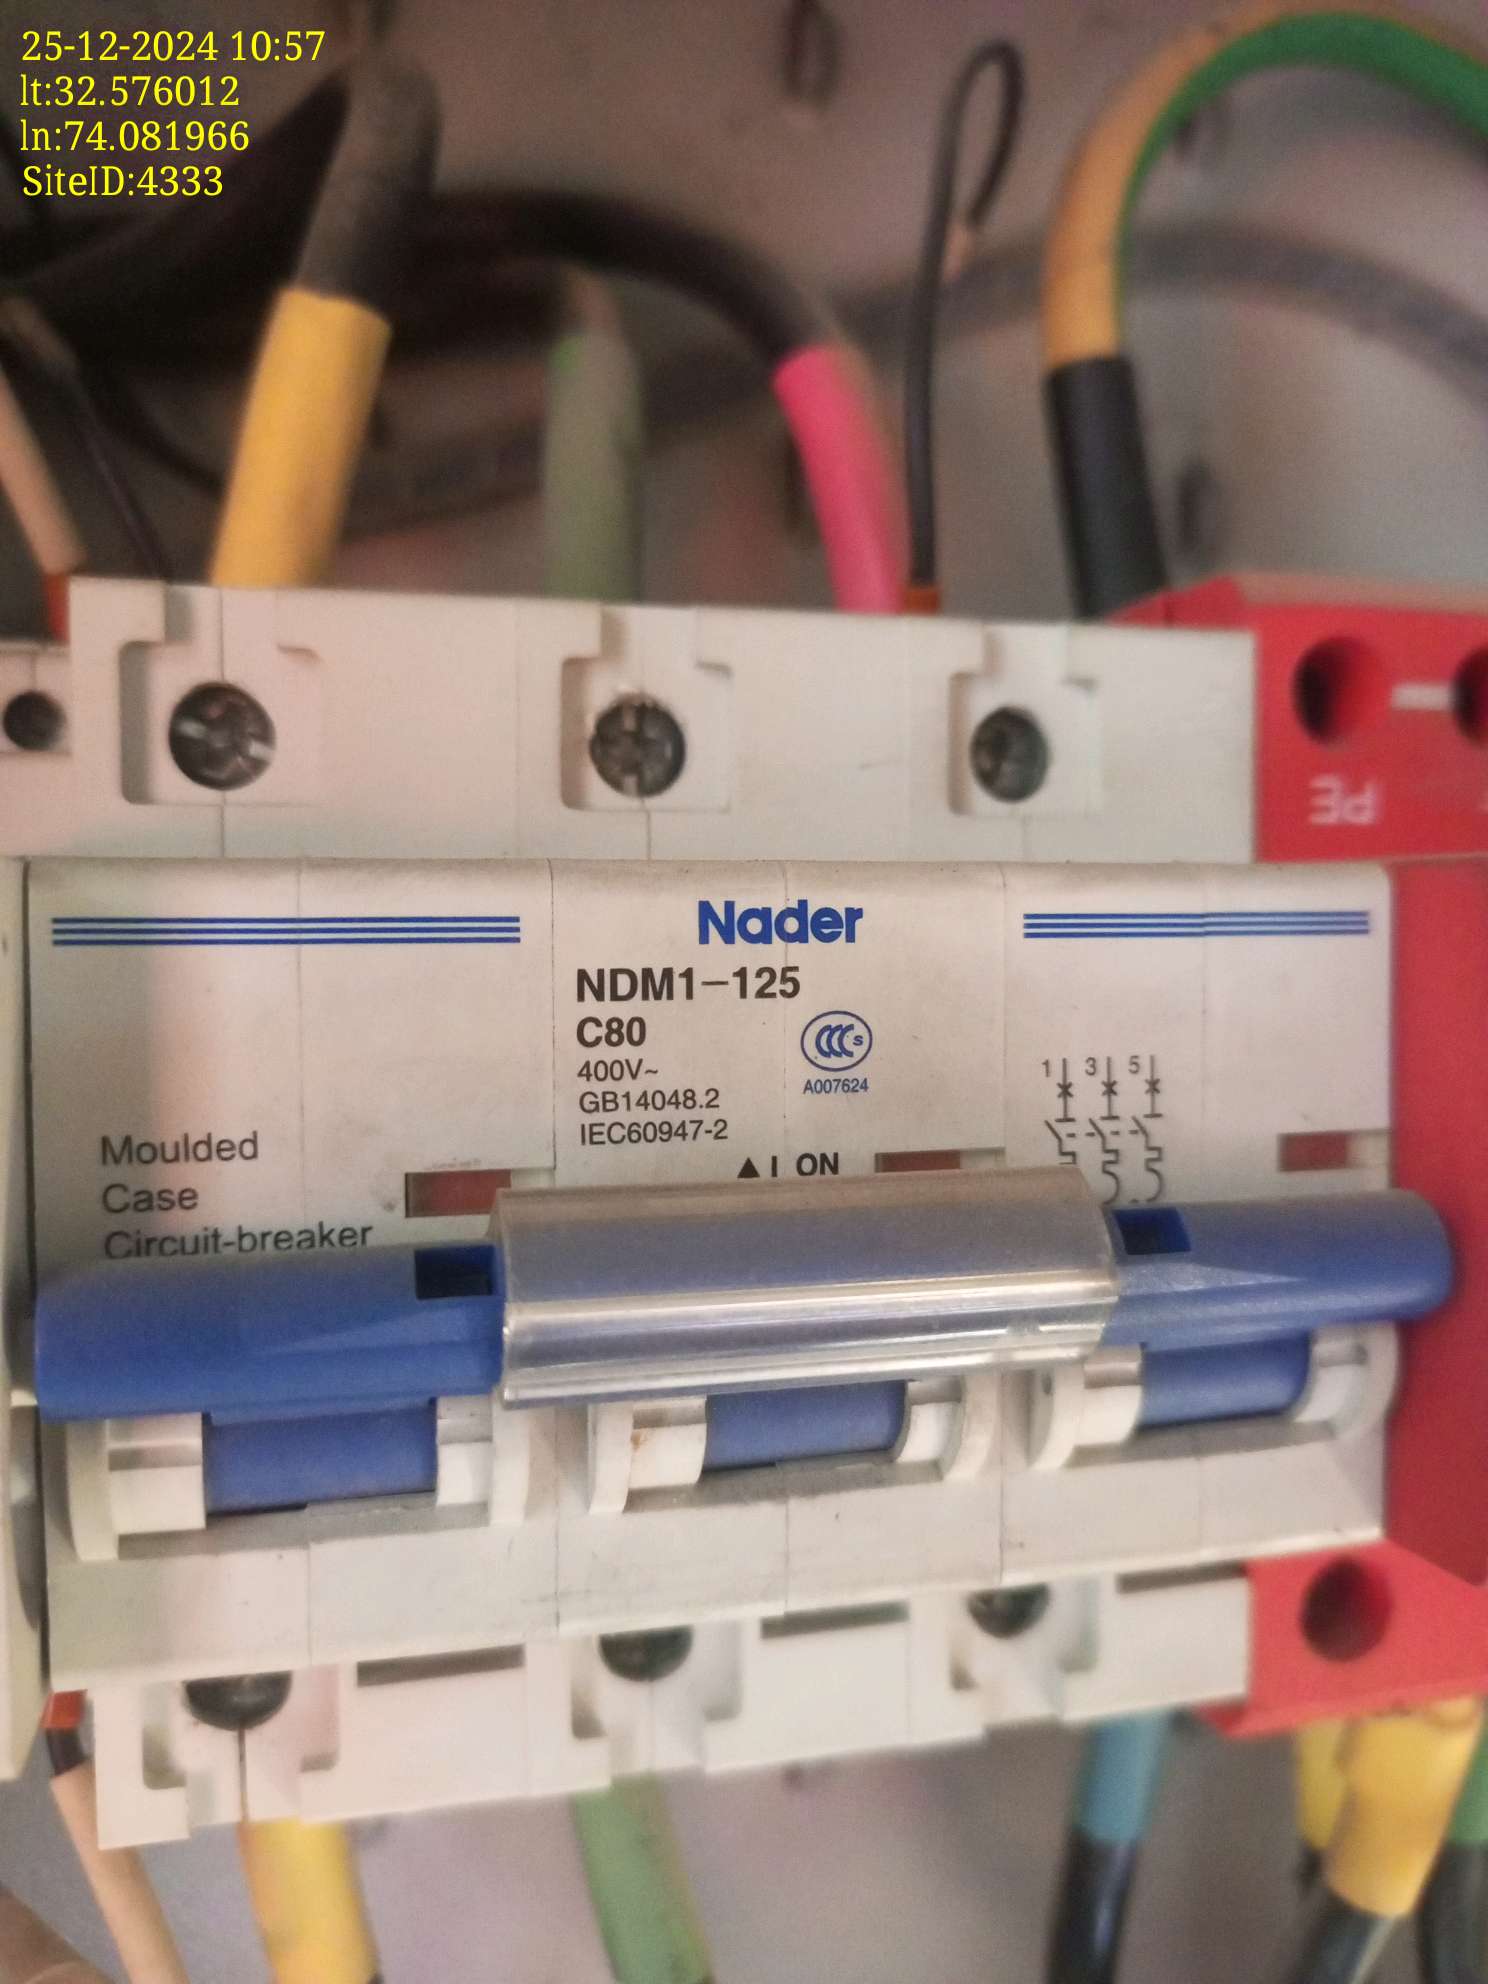 25-12-2024 10:57
lt:32.576012
ln:74.081966
SiteID:4333
PE
Nader
NDM1-125
C80
400V~
GB14048.2
IEC60947-2
CCC S
A007624
▲ I ON
1 3 5
Moulded
Case
Circuit-breaker